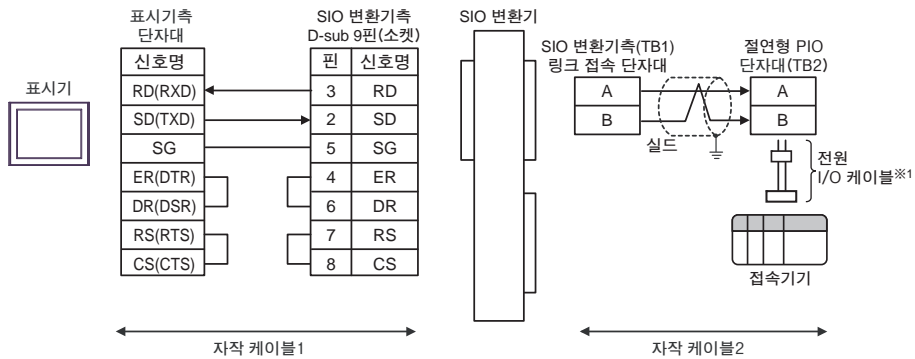 표시기
표시기측
단자대
신호명
RD(RXD)
SD(TXD)
SG
ER(DTR)
DR(DSR)
RS(RTS)
CS(CTS)
SIO 변환기측
D-sub 9핀(소켓)
핀 신호명
3 RD
2 SD
5 SG
4 ER
6 DR
7 RS
8 CS
자작 케이블1
SIO 변환기
SIO 변환기측(TB1)
링크 접속 단자대
A
B
실드
절연형 PIO
단자대(TB2)
A
B
전원
I/O 케이블※1
접속기기
자작 케이블2